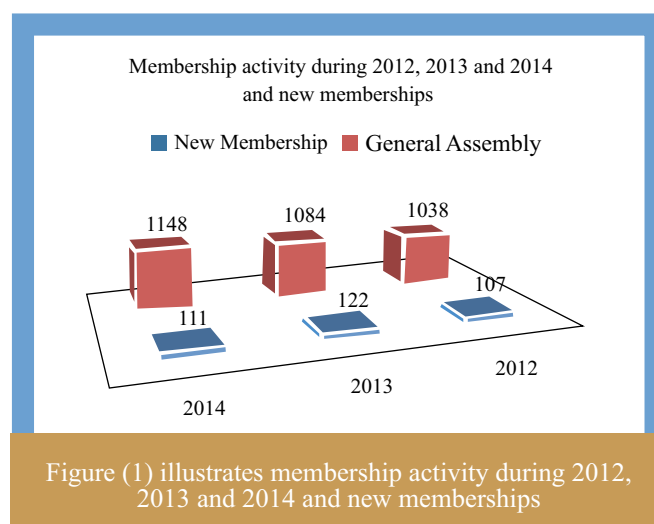 Membership activity during 2012, 2013 and 2014
and new memberships
New Membership General Assembly
1148 1084 1038
111 122 107
2014 2013 2012
Figure (1) illustrates membership activity during 2012,
2013 and 2014 and new memberships